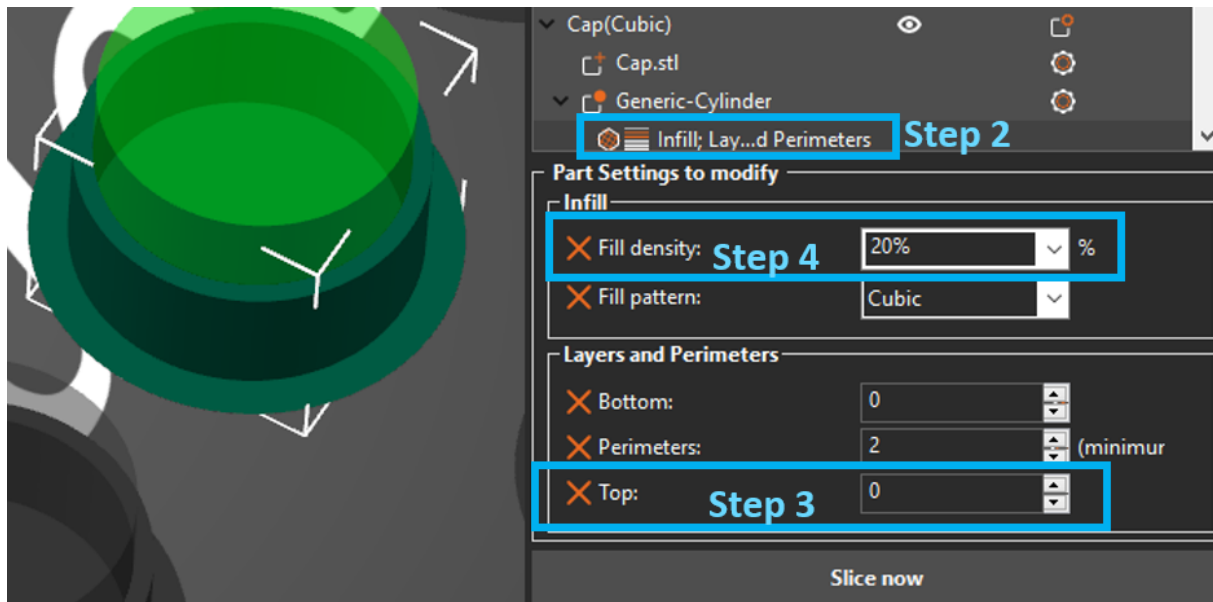 Cap(Cubic)
Cap.stl
Generic-Cylinder
Infill; Lay...d Perimeters Step 2
Part Settings to modify
Infill
Fill density: Step 4 20% %
Fill pattern: Cubic
Layers and Perimeters
Bottom: 0
Perimeters: 2 (minimur
Top: Step 3 0
Slice now